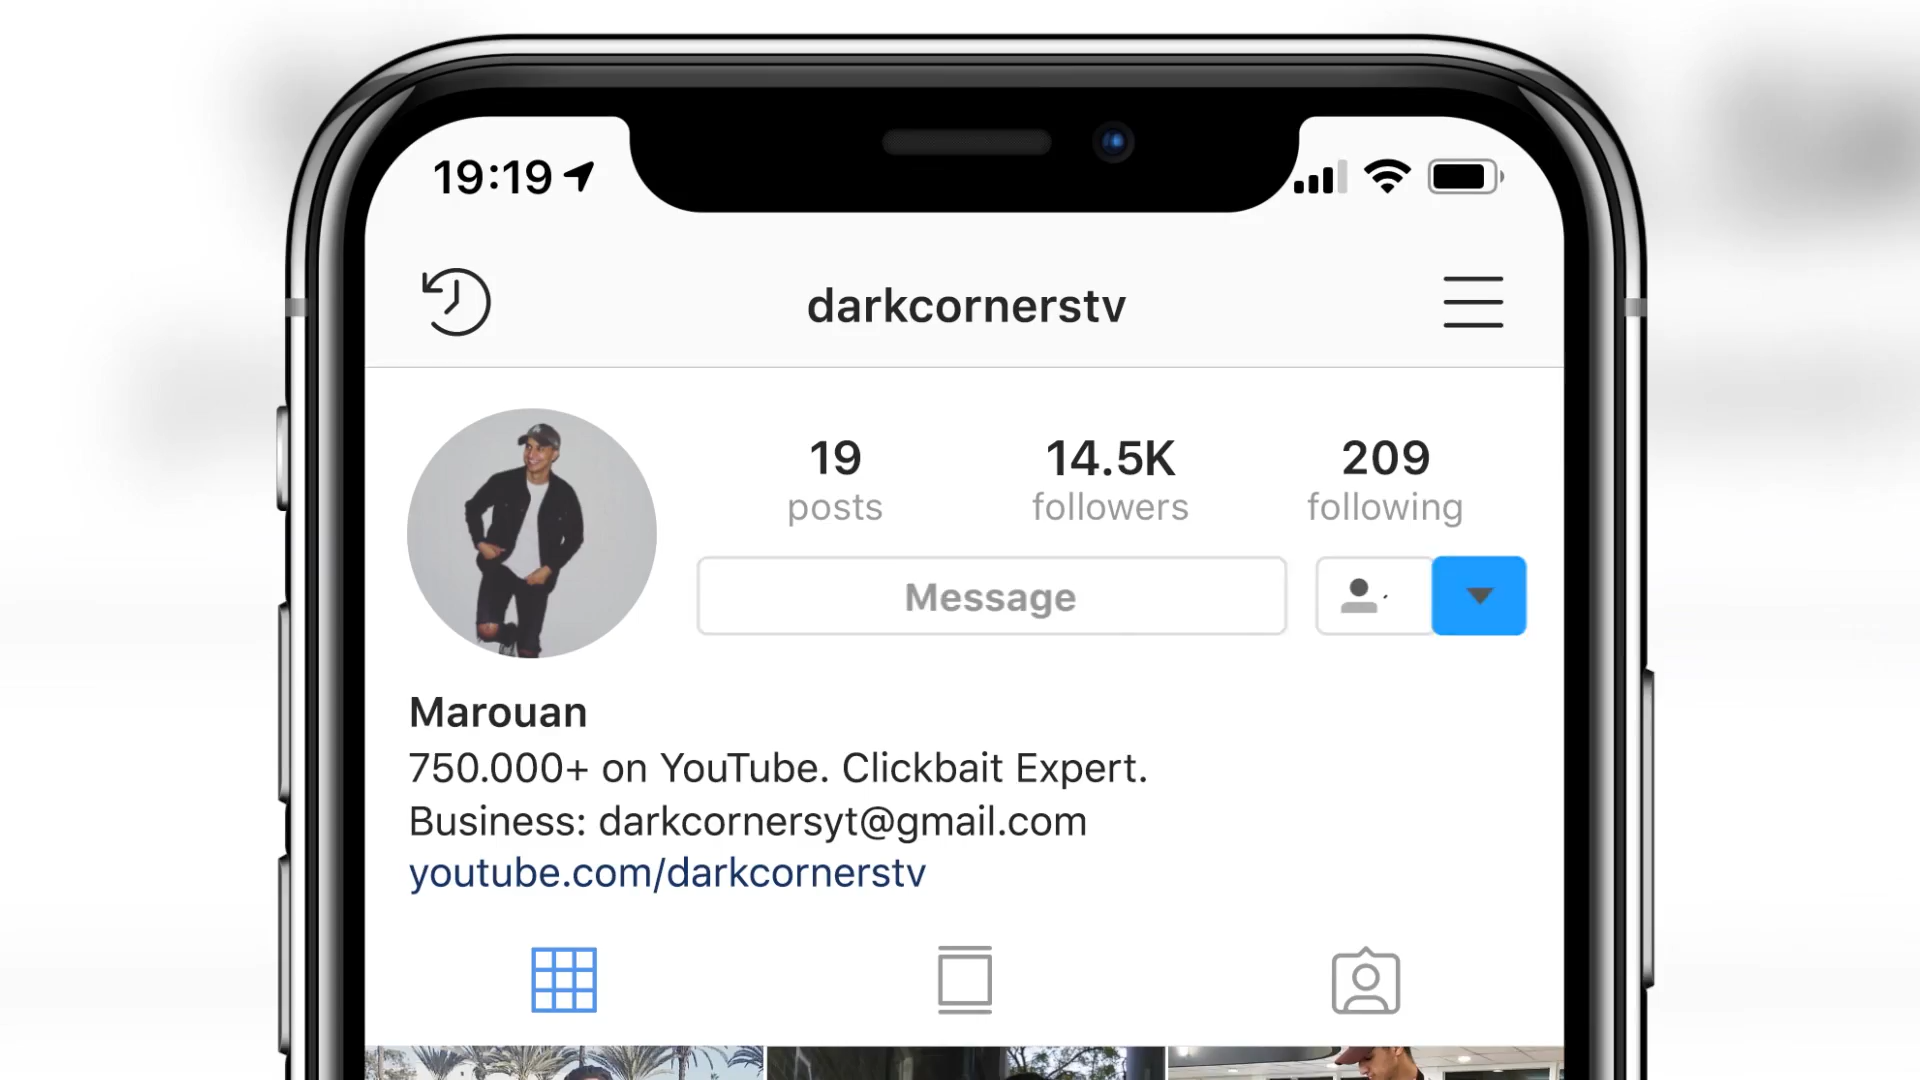 19:19
darkcornerstv
19 14.5K 209
posts followers following
Message
Marouan
750.000+ on YouTube. Clickbait Expert.
Business: darkcornersyt@gmail.com
youtube.com/darkcornerstv